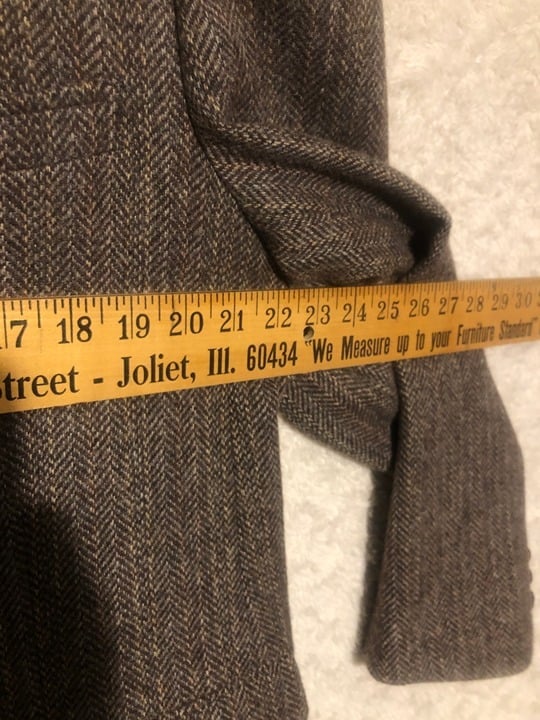 17 18 19 20 21 22 23 24 25 26 27 28 29 30
Street - Joliet, Ill. 60434 "We Measure up to your Furniture Standard"